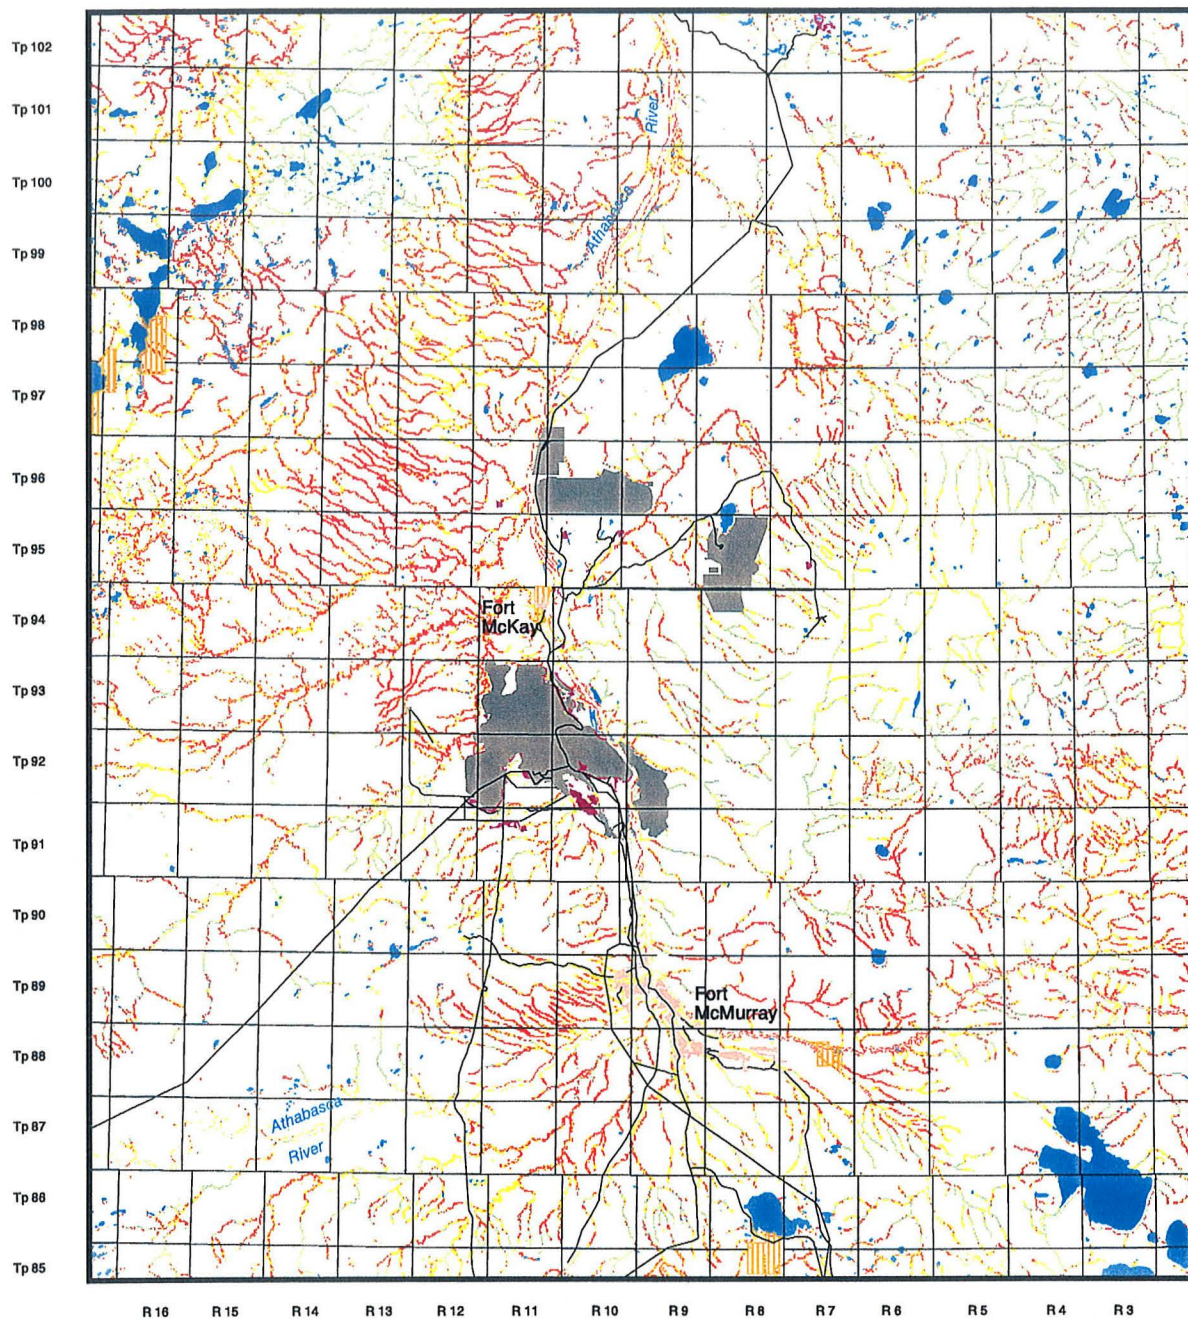 Tp 102
Tp 101
River
Tp 100
Athabasca
Tp 99
Tp 98
Tp 97
Tp 96
Tp 95
Fort
McKay
Tp 94
Tp 93
Tp 92
Tp 91
Tp 90
Tp 89
Fort
McMurray
Tp 88
Athabasca
River
Tp 87
Tp 86
Tp 85
R 16 R 15 R 14 R 13 R 12 R 11 R 10 R 9 R 8 R 7 R 6 R 5 R 4 R 3